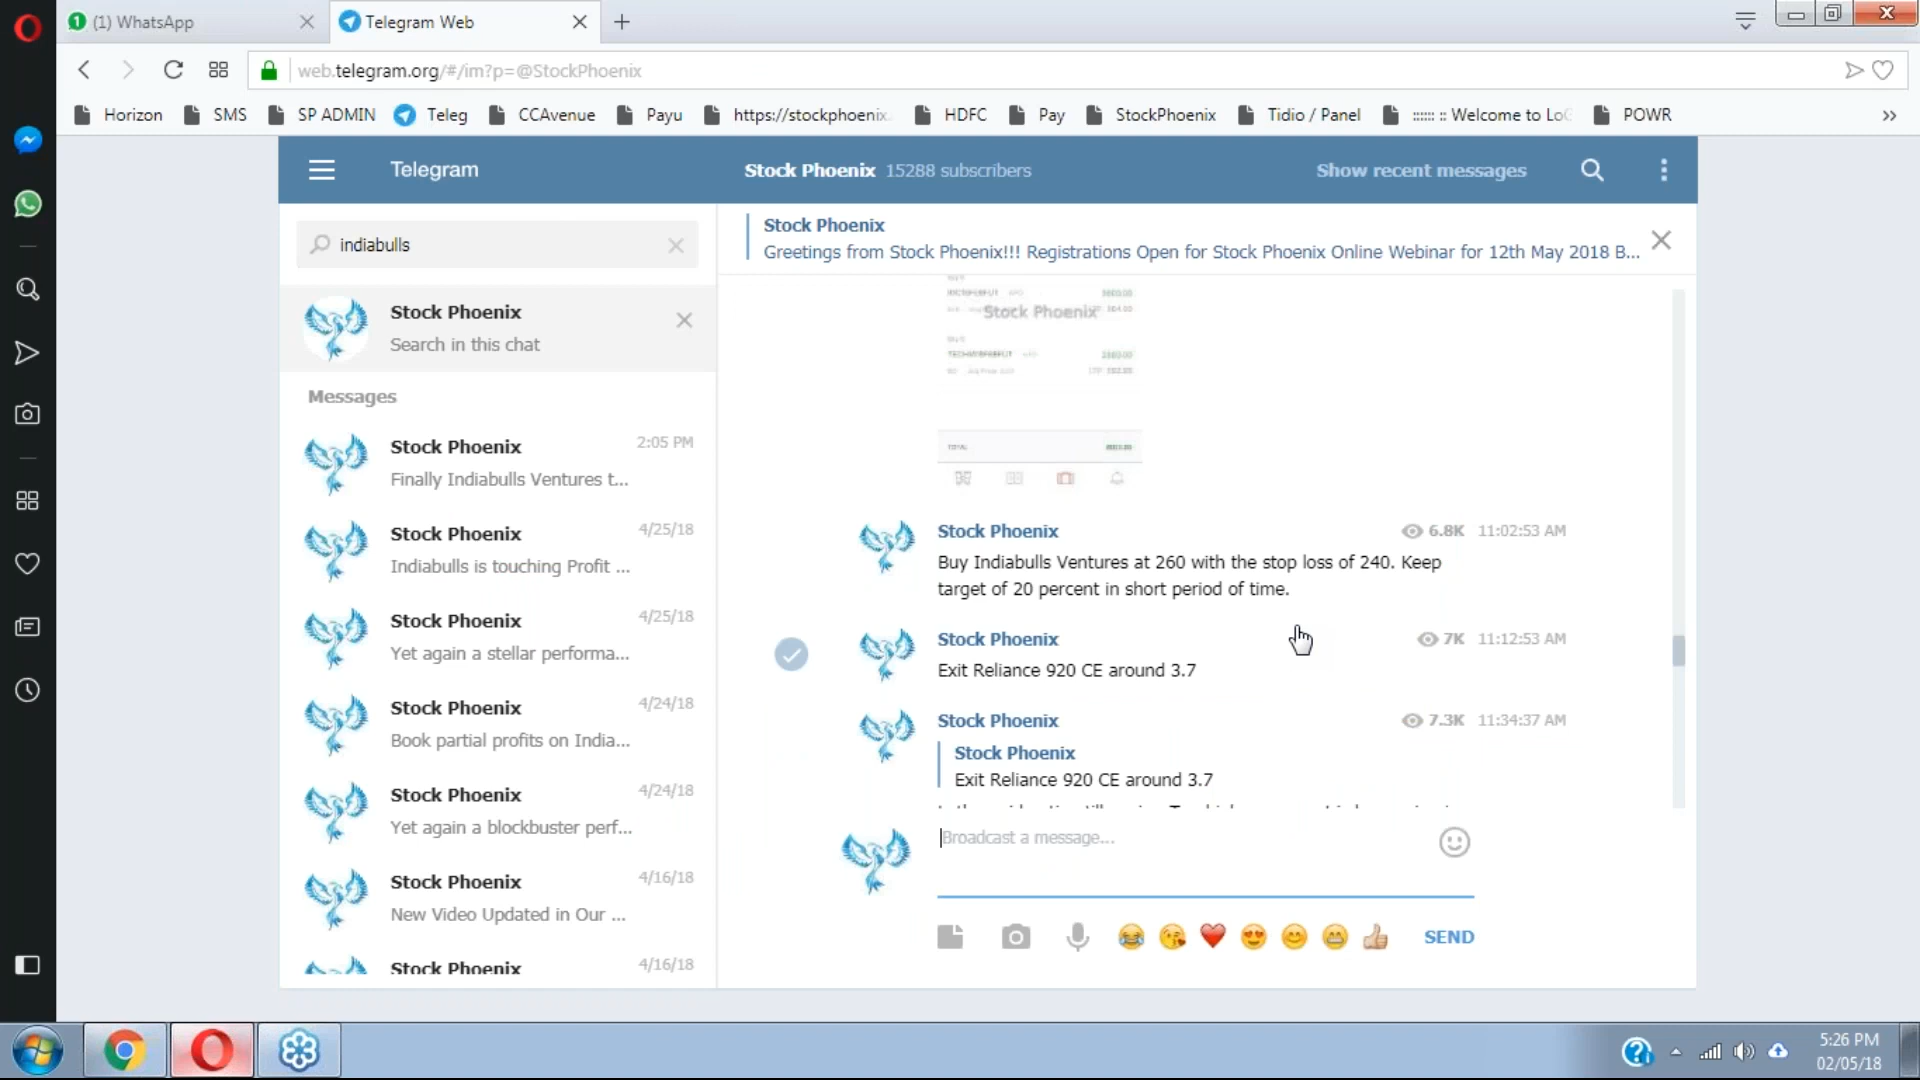 (1) WhatsApp
Telegram Web
web.telegram.org/#/im?p=@StockPhoenix
Horizon
SMS
SP ADMIN
Teleg
CCAvenue
Payu
https://stockphoenix.
HDFC
Pay
StockPhoenix
Tidio / Panel
:::::: :: Welcome to LoG
POWR
Telegram
Stock Phoenix 15288 subscribers
Show recent messages
indiabulls
Stock Phoenix
Search in this chat
Messages
Stock Phoenix 2:05 PM
Finally Indiabulls Ventures t...
Stock Phoenix 4/25/18
Indiabulls is touching Profit ...
Stock Phoenix 4/25/18
Yet again a stellar performa...
Stock Phoenix 4/24/18
Book partial profits on India...
Stock Phoenix 4/24/18
Yet again a blockbuster perf...
Stock Phoenix 4/16/18
New Video Updated in Our ...
Stock Phoenix 4/16/18
Stock Phoenix
Greetings from Stock Phoenix!!! Registrations Open for Stock Phoenix Online Webinar for 12th May 2018 B...
Stock Phoenix
TOTAL
Stock Phoenix 6.8K 11:02:53 AM
Buy Indiabulls Ventures at 260 with the stop loss of 240. Keep
target of 20 percent in short period of time.
Stock Phoenix 7K 11:12:53 AM
Exit Reliance 920 CE around 3.7
Stock Phoenix 7.3K 11:34:37 AM
Stock Phoenix
Exit Reliance 920 CE around 3.7
Broadcast a message...
SEND
5:26 PM
02/05/18